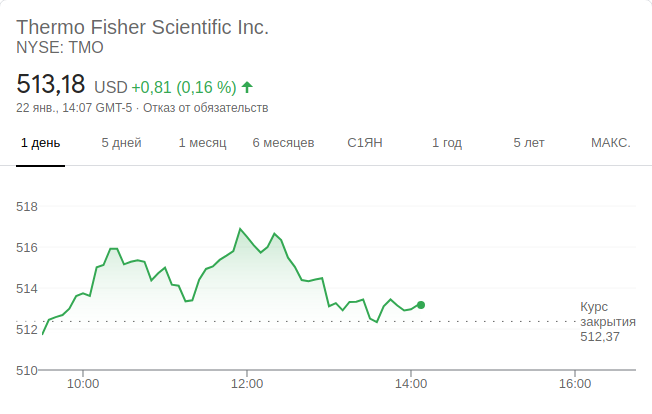 Thermo Fisher Scientific Inc.
NYSE: TMO
513,18 USD +0,81 (0,16 %)
22 янв., 14:07 GMT-5 · Отказ от обязательств
1 день 5 дней 1 месяц 6 месяцев С1ЯН 1 год 5 лет МАКС.
518
516
514
512
510
Курс
закрытия
512,37
10:00 12:00 14:00 16:00